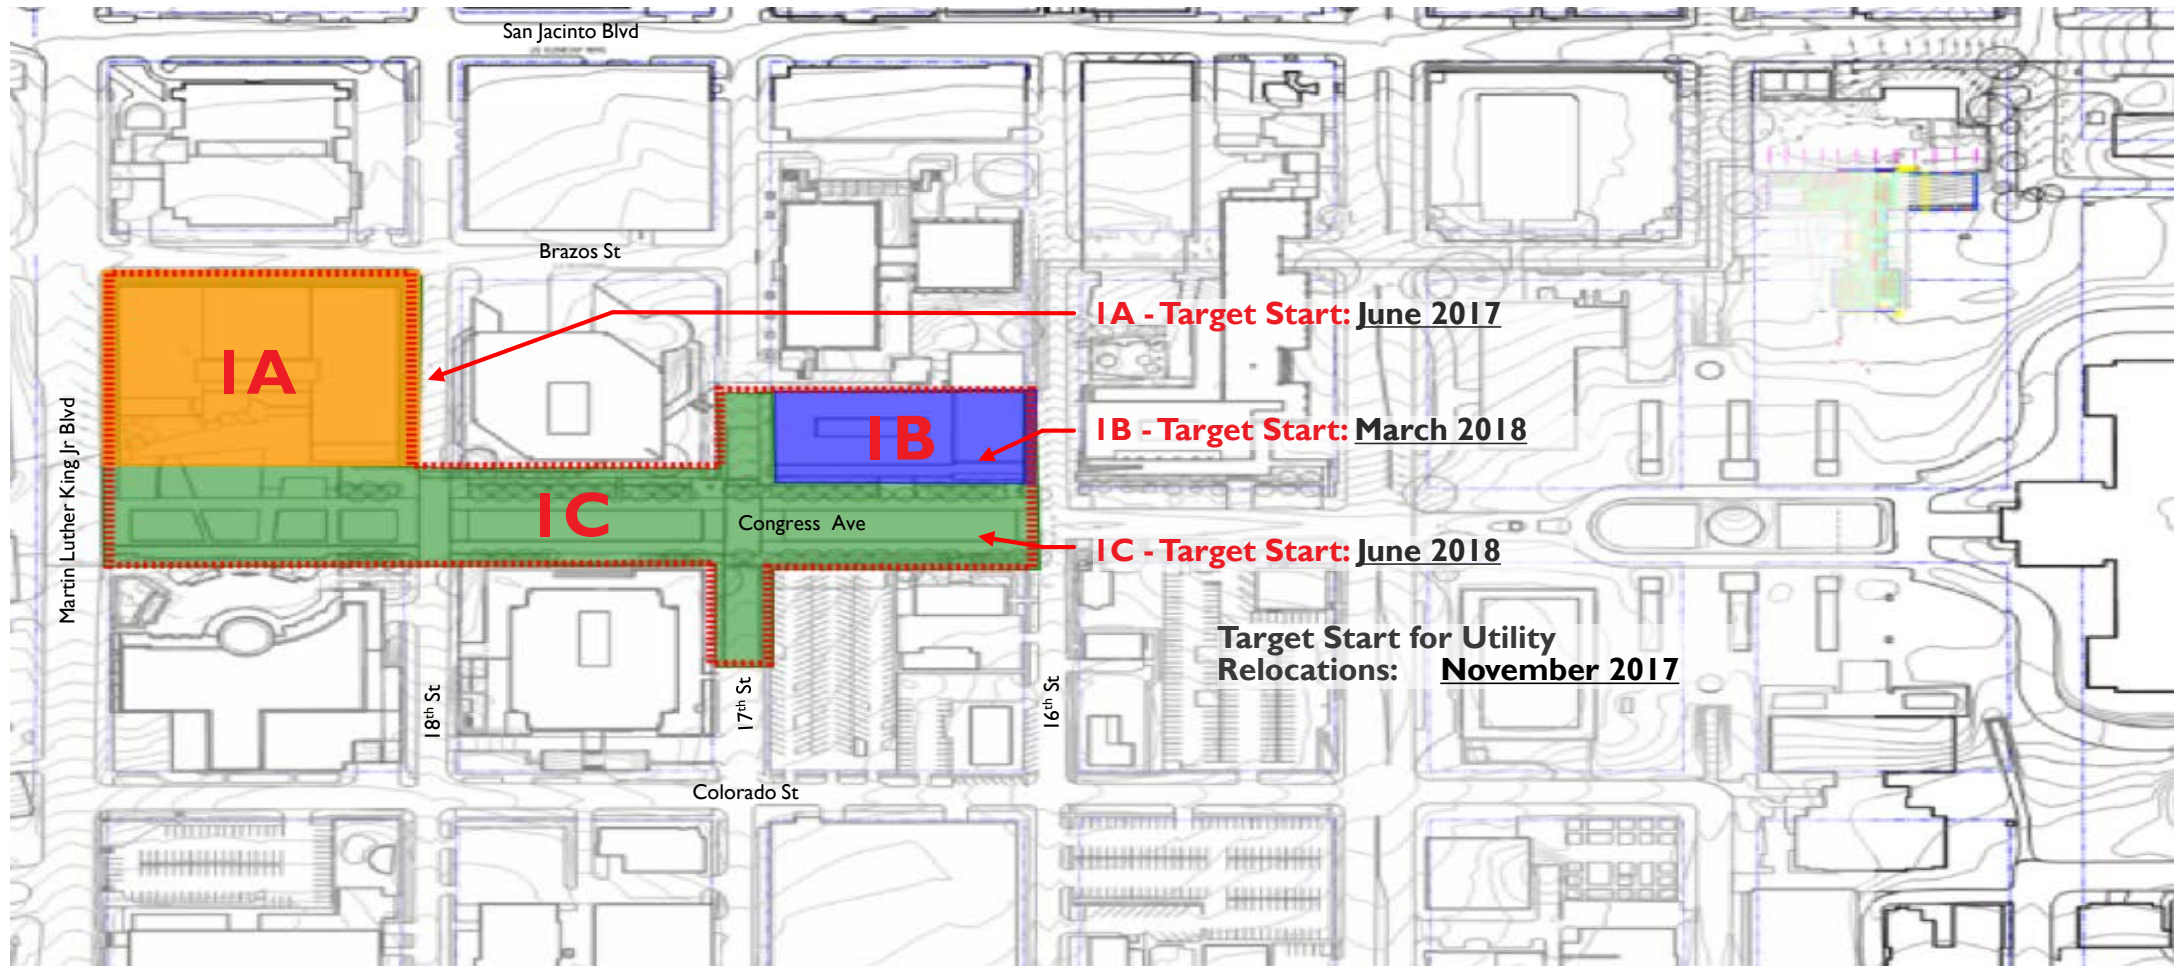 San Jacinto Blvd
Brazos St
1A - Target Start: June 2017
1A
Martin Luther King Jr Blvd
1B
1B - Target Start: March 2018
1C
Congress Ave
1C - Target Start: June 2018
Target Start for Utility
Relocations: November 2017
18th St
17th St
16th St
Colorado St